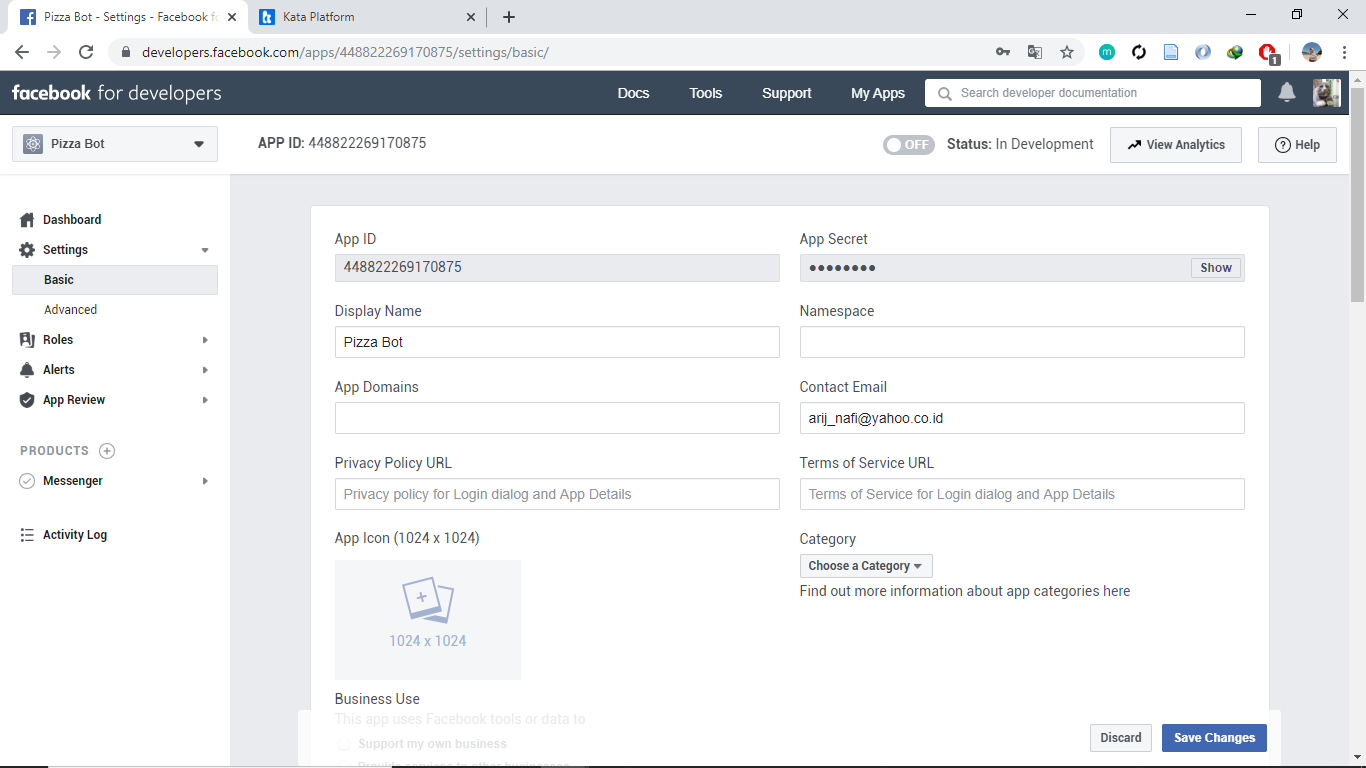 Pizza Bot - Settings - Facebook fo
Kata Platform
developers.facebook.com/apps/448822269170875/settings/basic/
m
1
facebook for developers
Docs
Tools
Support
My Apps
Search developer documentation
Pizza Bot
APP ID: 448822269170875
OFF
Status: In Development
View Analytics
Help
Dashboard
Settings
Basic
Advanced
Roles
Alerts
App Review
PRODUCTS
Messenger
Activity Log
App ID
448822269170875
App Secret
●●●●●●●●
Show
Display Name
Pizza Bot
Namespace
App Domains
Contact Email
arij_nafi@yahoo.co.id
Privacy Policy URL
Privacy policy for Login dialog and App Details
Terms of Service URL
Terms of Service for Login dialog and App Details
App Icon (1024 x 1024)
1024 x 1024
Category
Choose a Category
Find out more information about app categories here
Business Use
This app uses Facebook tools or data to
Support my own business
Provide services to other businesses
Discard
Save Changes